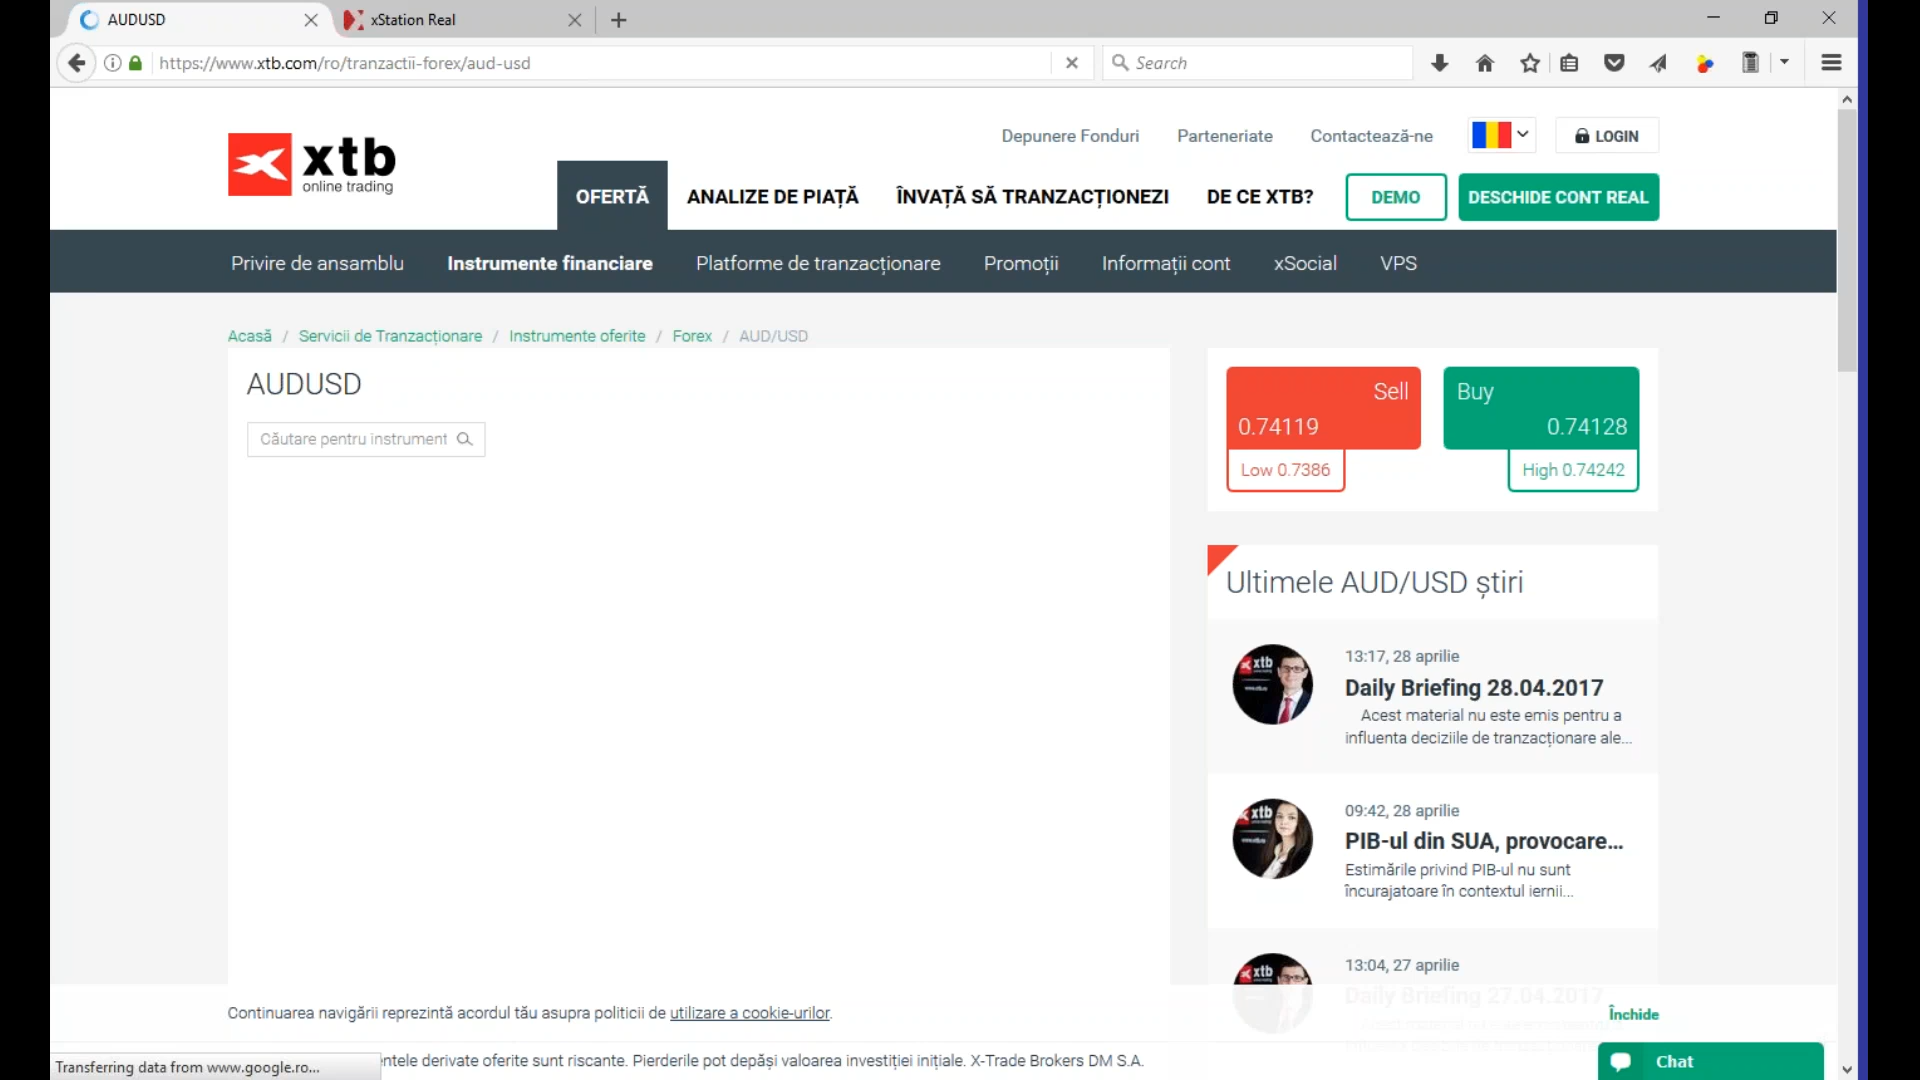 AUDUSD
xStation Real
https://www.xtb.com/ro/tranzactii-forex/aud-usd
Search
xtb
online trading
Depunere Fonduri
Parteneriate
Contactează-ne
LOGIN
OFERTĂ
ANALIZE DE PIAȚĂ
ÎNVAȚĂ SĂ TRANZACȚIONEZI
DE CE XTB?
DEMO
DESCHIDE CONT REAL
Privire de ansamblu
Instrumente financiare
Platforme de tranzacționare
Promoții
Informații cont
xSocial
VPS
Acasă / Servicii de Tranzacționare / Instrumente oferite / Forex / AUD/USD
AUDUSD
Căutare pentru instrument
Sell
0.74119
Low 0.7386
Buy
0.74128
High 0.74242
Ultimele AUD/USD știri
13:17, 28 aprilie
Daily Briefing 28.04.2017
Acest material nu este emis pentru a
influenta deciziile de tranzacționare ale...
09:42, 28 aprilie
PIB-ul din SUA, provocare...
Estimările privind PIB-ul nu sunt
încurajatoare în contextul iernii...
13:04, 27 aprilie
Daily Briefing 27.04.2017
Continuarea navigării reprezintă acordul tău asupra politicii de utilizare a cookie-urilor.
Închide
entele derivate oferite sunt riscante. Pierderile pot depăși valoarea investiției inițiale. X-Trade Brokers DM S.A.
Transferring data from www.google.ro...
Chat